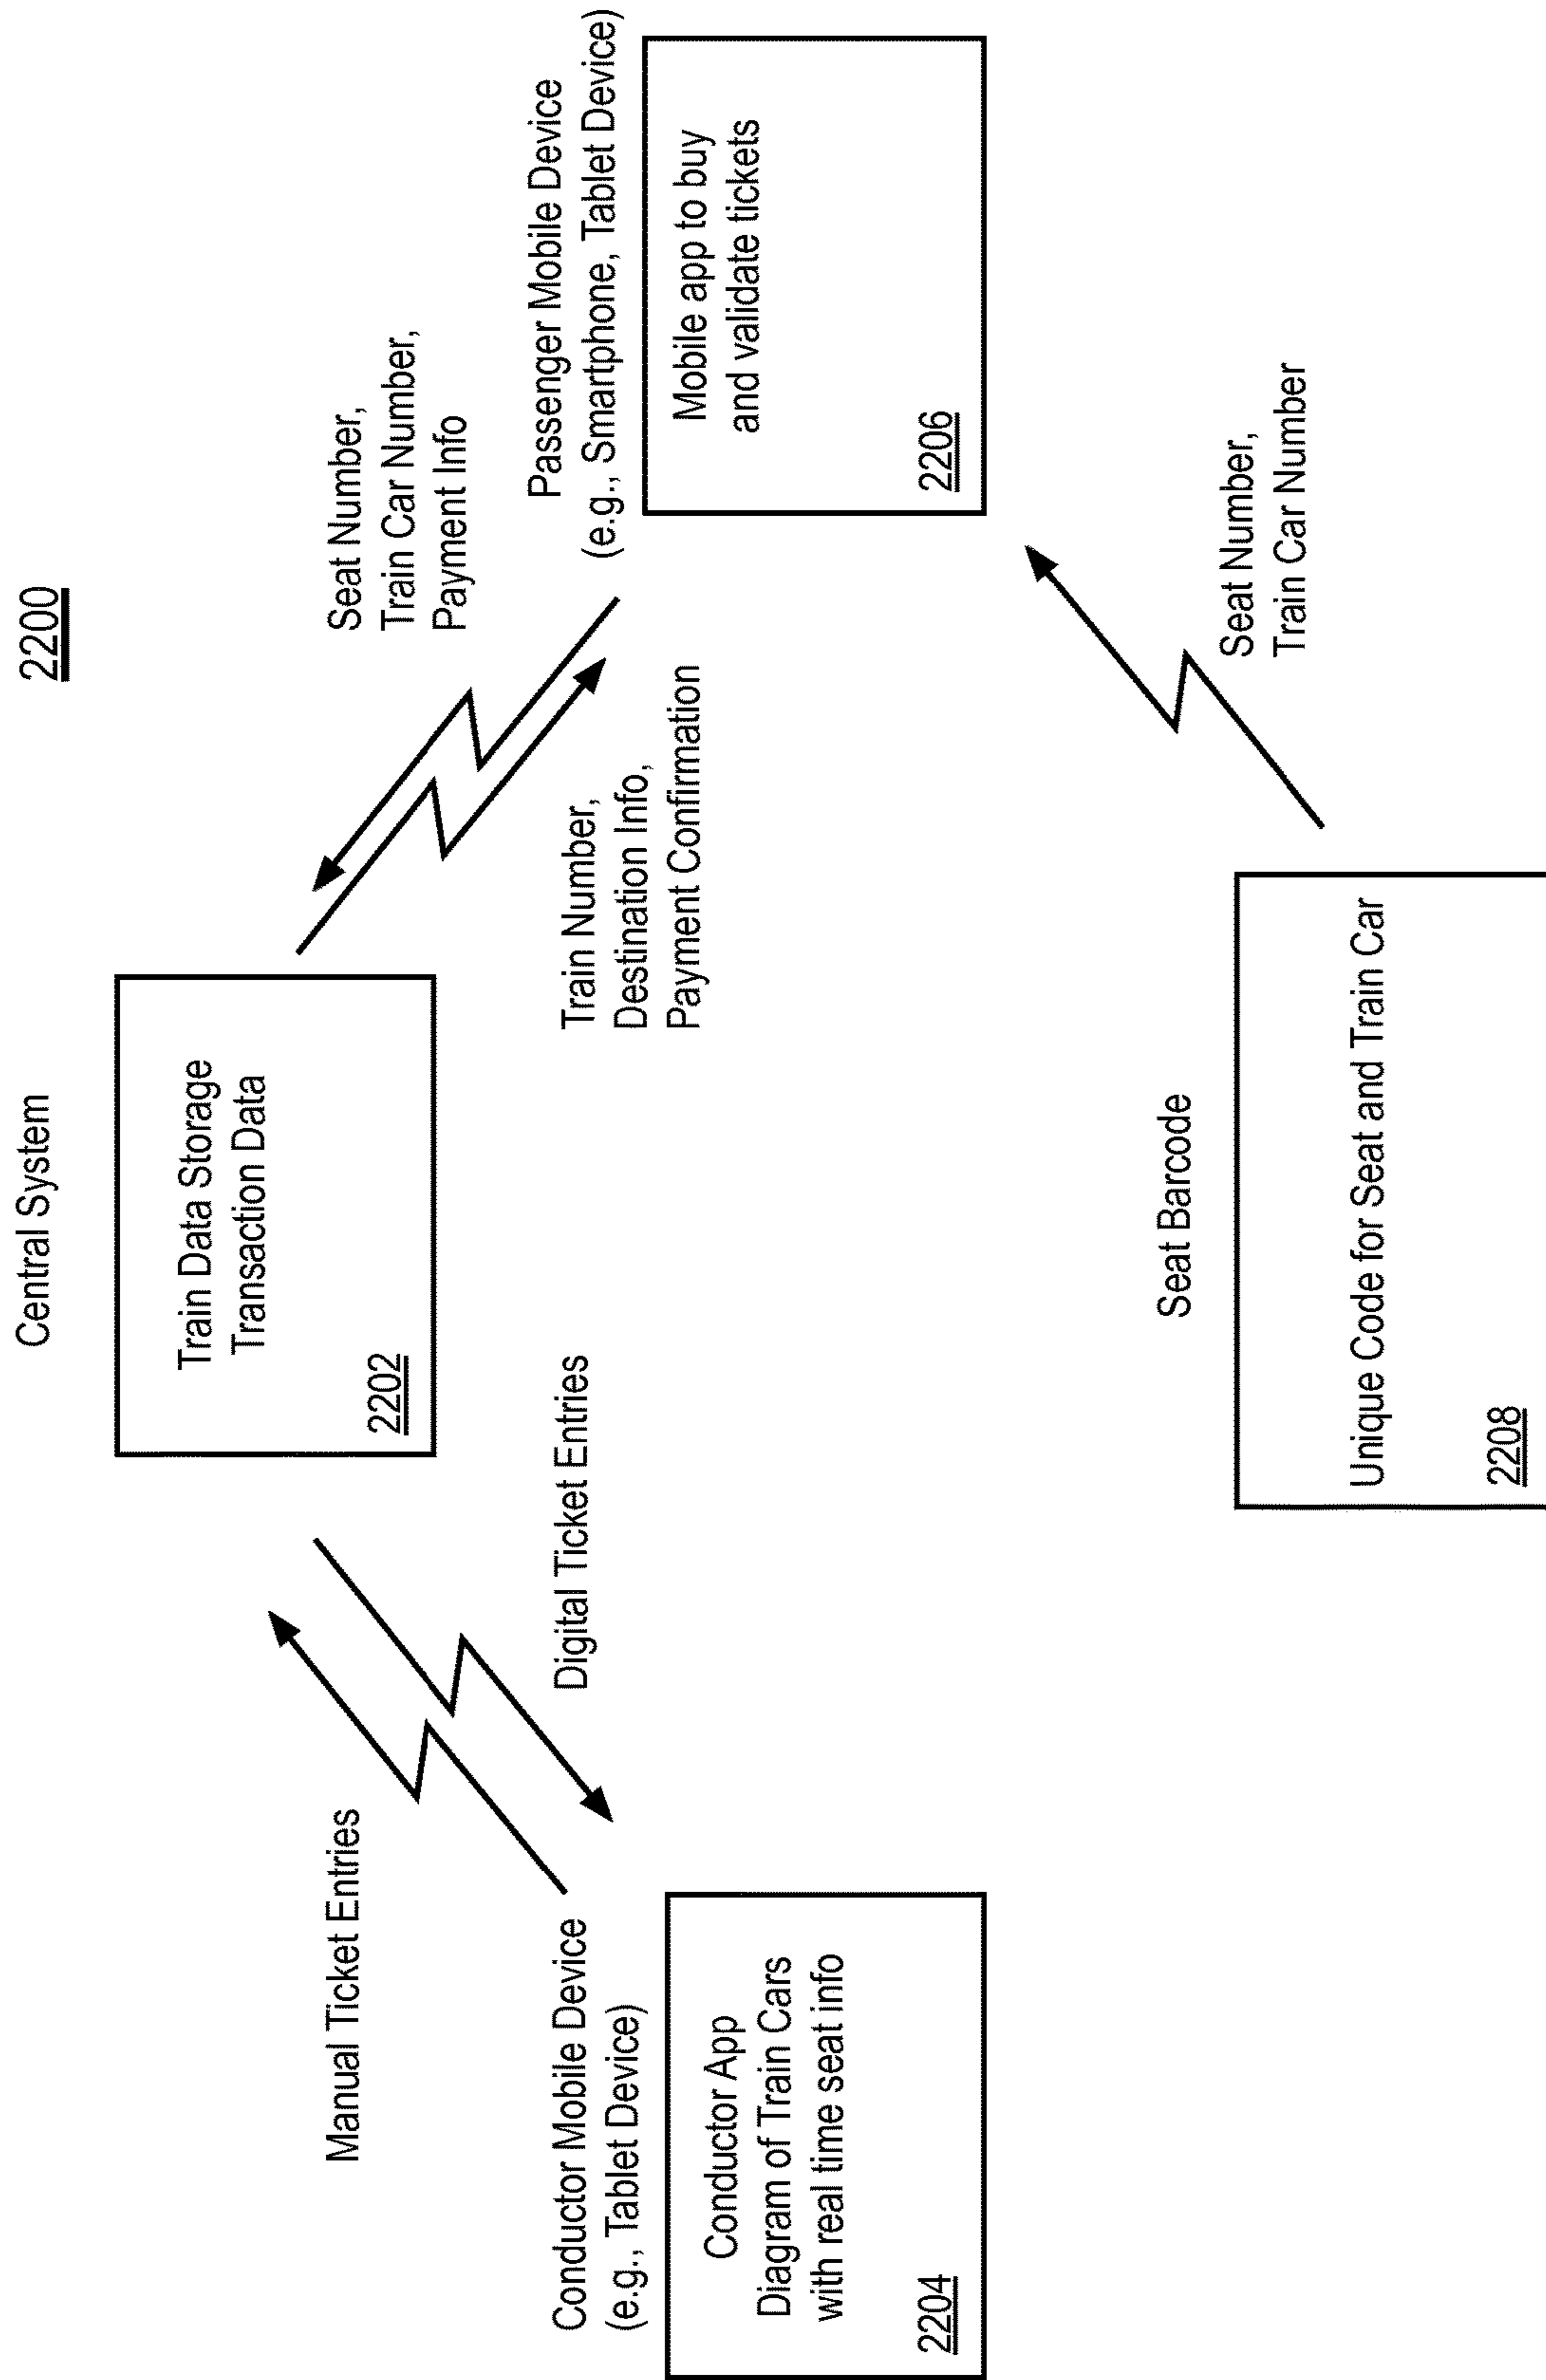 2200
Central System
Train Data Storage
Transaction Data
2202
Manual Ticket Entries
Digital Ticket Entries
Seat Number,
Train Car Number,
Payment Info
Train Number,
Destination Info,
Payment Confirmation
Conductor Mobile Device
(e.g., Tablet Device)
Conductor App
Diagram of Train Cars
with real time seat info
2204
Passenger Mobile Device
(e.g., Smartphone, Tablet Device)
Mobile app to buy
and validate tickets
2206
Seat Number,
Train Car Number
Seat Barcode
Unique Code for Seat and Train Car
2208